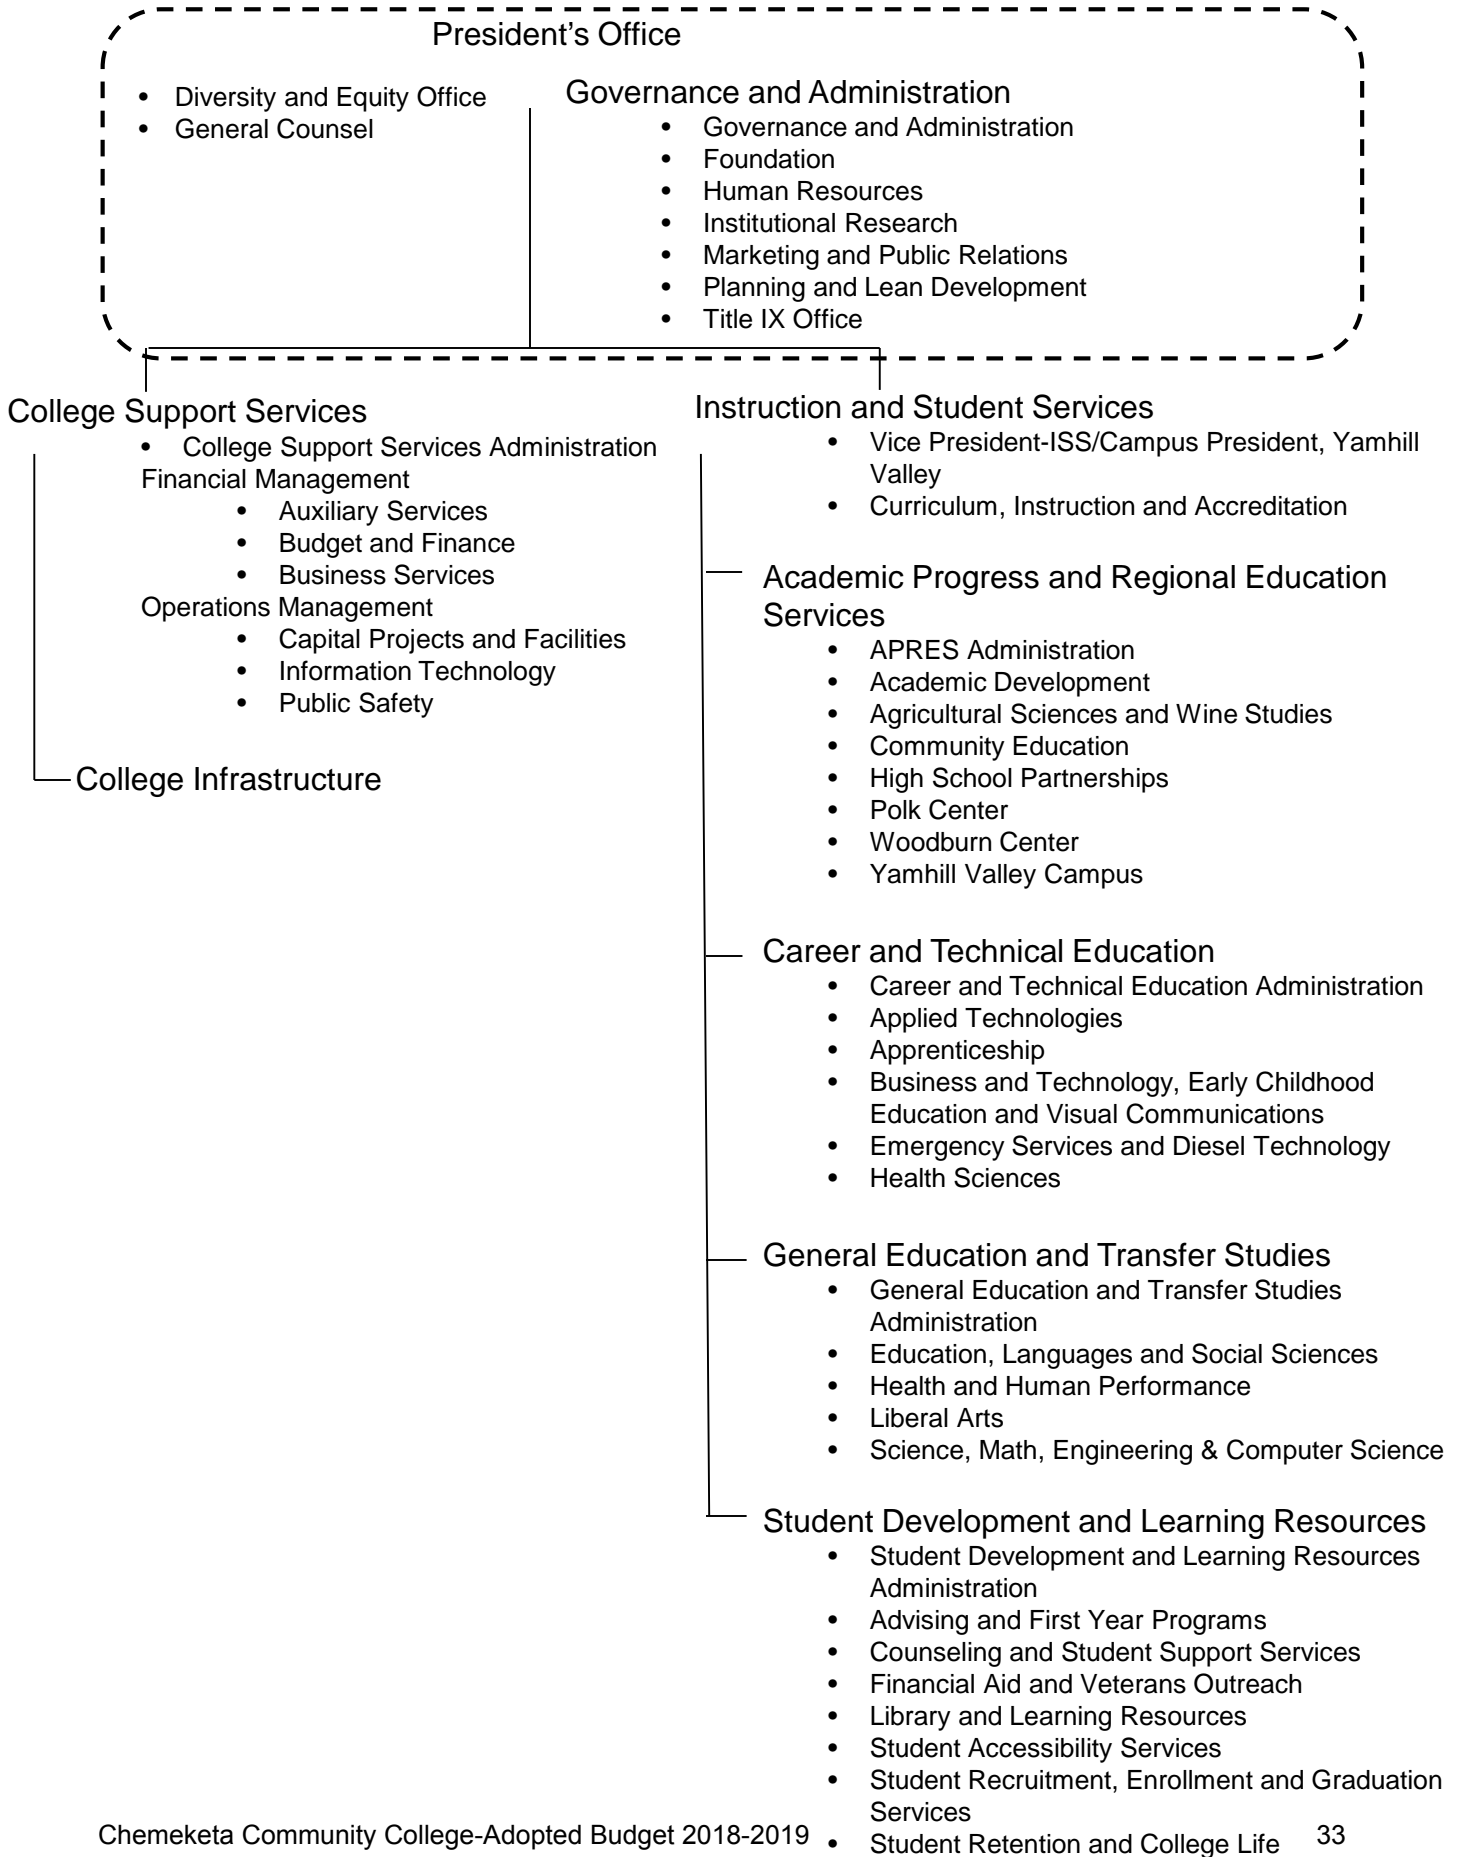 President’s Office
• Diversity and Equity Office
• General Counsel
Governance and Administration
• Governance and Administration
• Foundation
• Human Resources
• Institutional Research
• Marketing and Public Relations
• Planning and Lean Development
• Title IX Office
College Support Services
• College Support Services Administration
Financial Management
• Auxiliary Services
• Budget and Finance
• Business Services
Operations Management
• Capital Projects and Facilities
• Information Technology
• Public Safety
College Infrastructure
Instruction and Student Services
• Vice President-ISS/Campus President, Yamhill
Valley
• Curriculum, Instruction and Accreditation
Academic Progress and Regional Education
Services
• APRES Administration
• Academic Development
• Agricultural Sciences and Wine Studies
• Community Education
• High School Partnerships
• Polk Center
• Woodburn Center
• Yamhill Valley Campus
Career and Technical Education
• Career and Technical Education Administration
• Applied Technologies
• Apprenticeship
• Business and Technology, Early Childhood
Education and Visual Communications
• Emergency Services and Diesel Technology
• Health Sciences
General Education and Transfer Studies
• General Education and Transfer Studies
Administration
• Education, Languages and Social Sciences
• Health and Human Performance
• Liberal Arts
• Science, Math, Engineering & Computer Science
Student Development and Learning Resources
• Student Development and Learning Resources
Administration
• Advising and First Year Programs
• Counseling and Student Support Services
• Financial Aid and Veterans Outreach
• Library and Learning Resources
• Student Accessibility Services
• Student Recruitment, Enrollment and Graduation
Services
• Student Retention and College Life
Chemeketa Community College-Adopted Budget 2018-2019
33